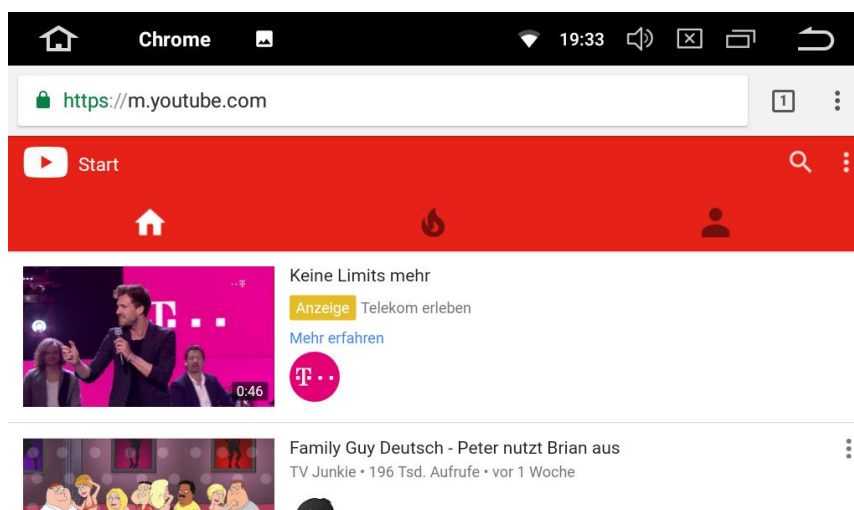 Chrome
19:33
https://m.youtube.com
1
Start
Keine Limits mehr
Anzeige Telekom erleben
Mehr erfahren
T
T
0:46
Family Guy Deutsch - Peter nutzt Brian aus
TV Junkie • 196 Tsd. Aufrufe • vor 1 Woche